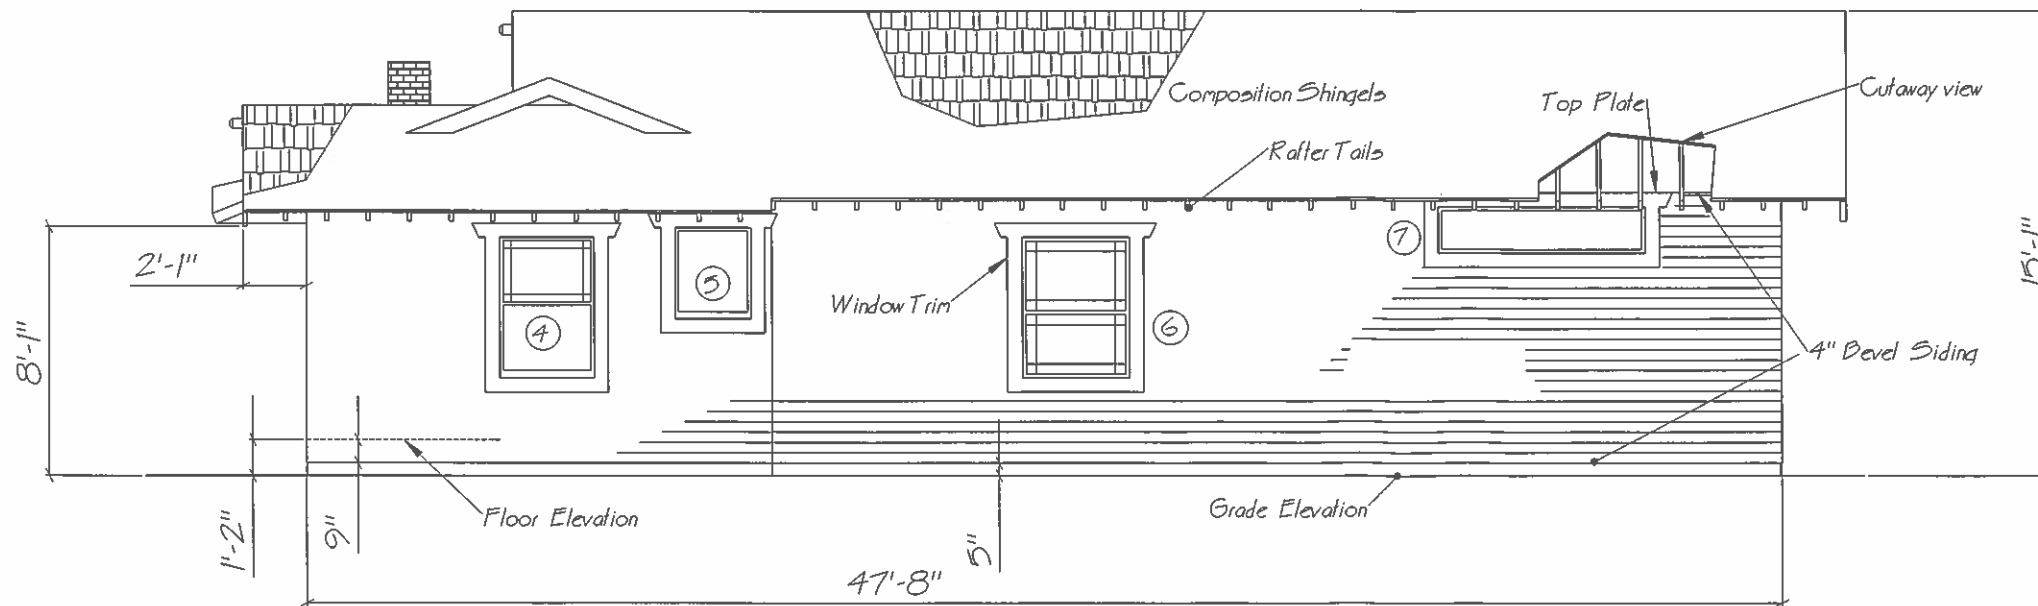 Composition Shingels
Top Plate
Cutaway view
Rafter Tails
2'-1"
7
15'-1"
5
Window Trim
4
6
8'-1"
4" Bevel Siding
Floor Elevation
Grade Elevation
1'-2"
9"
5"
47'-8"